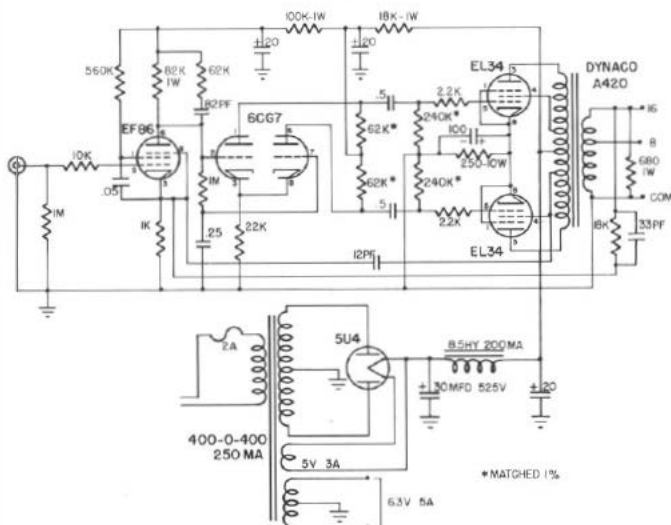 100K-1W
18K-1W
+20
+20
560K
82K
1W
62K
82PF
EL34
DYNACO
A420
EF86
6CG7
.5
2.2K
240K*
62K*
100
250-10W
16
8
680
1W
COM
10K
.05
1M
1M
62K*
240K*
1K
22K
.25
.5
2.2K
EL34
18K
33PF
12PF
2A
5U4
8.5HY 200MA
+
30MFD 525V
+20
400-0-400
250 MA
5V 3A
*MATCHED 1%
6.3V 5A